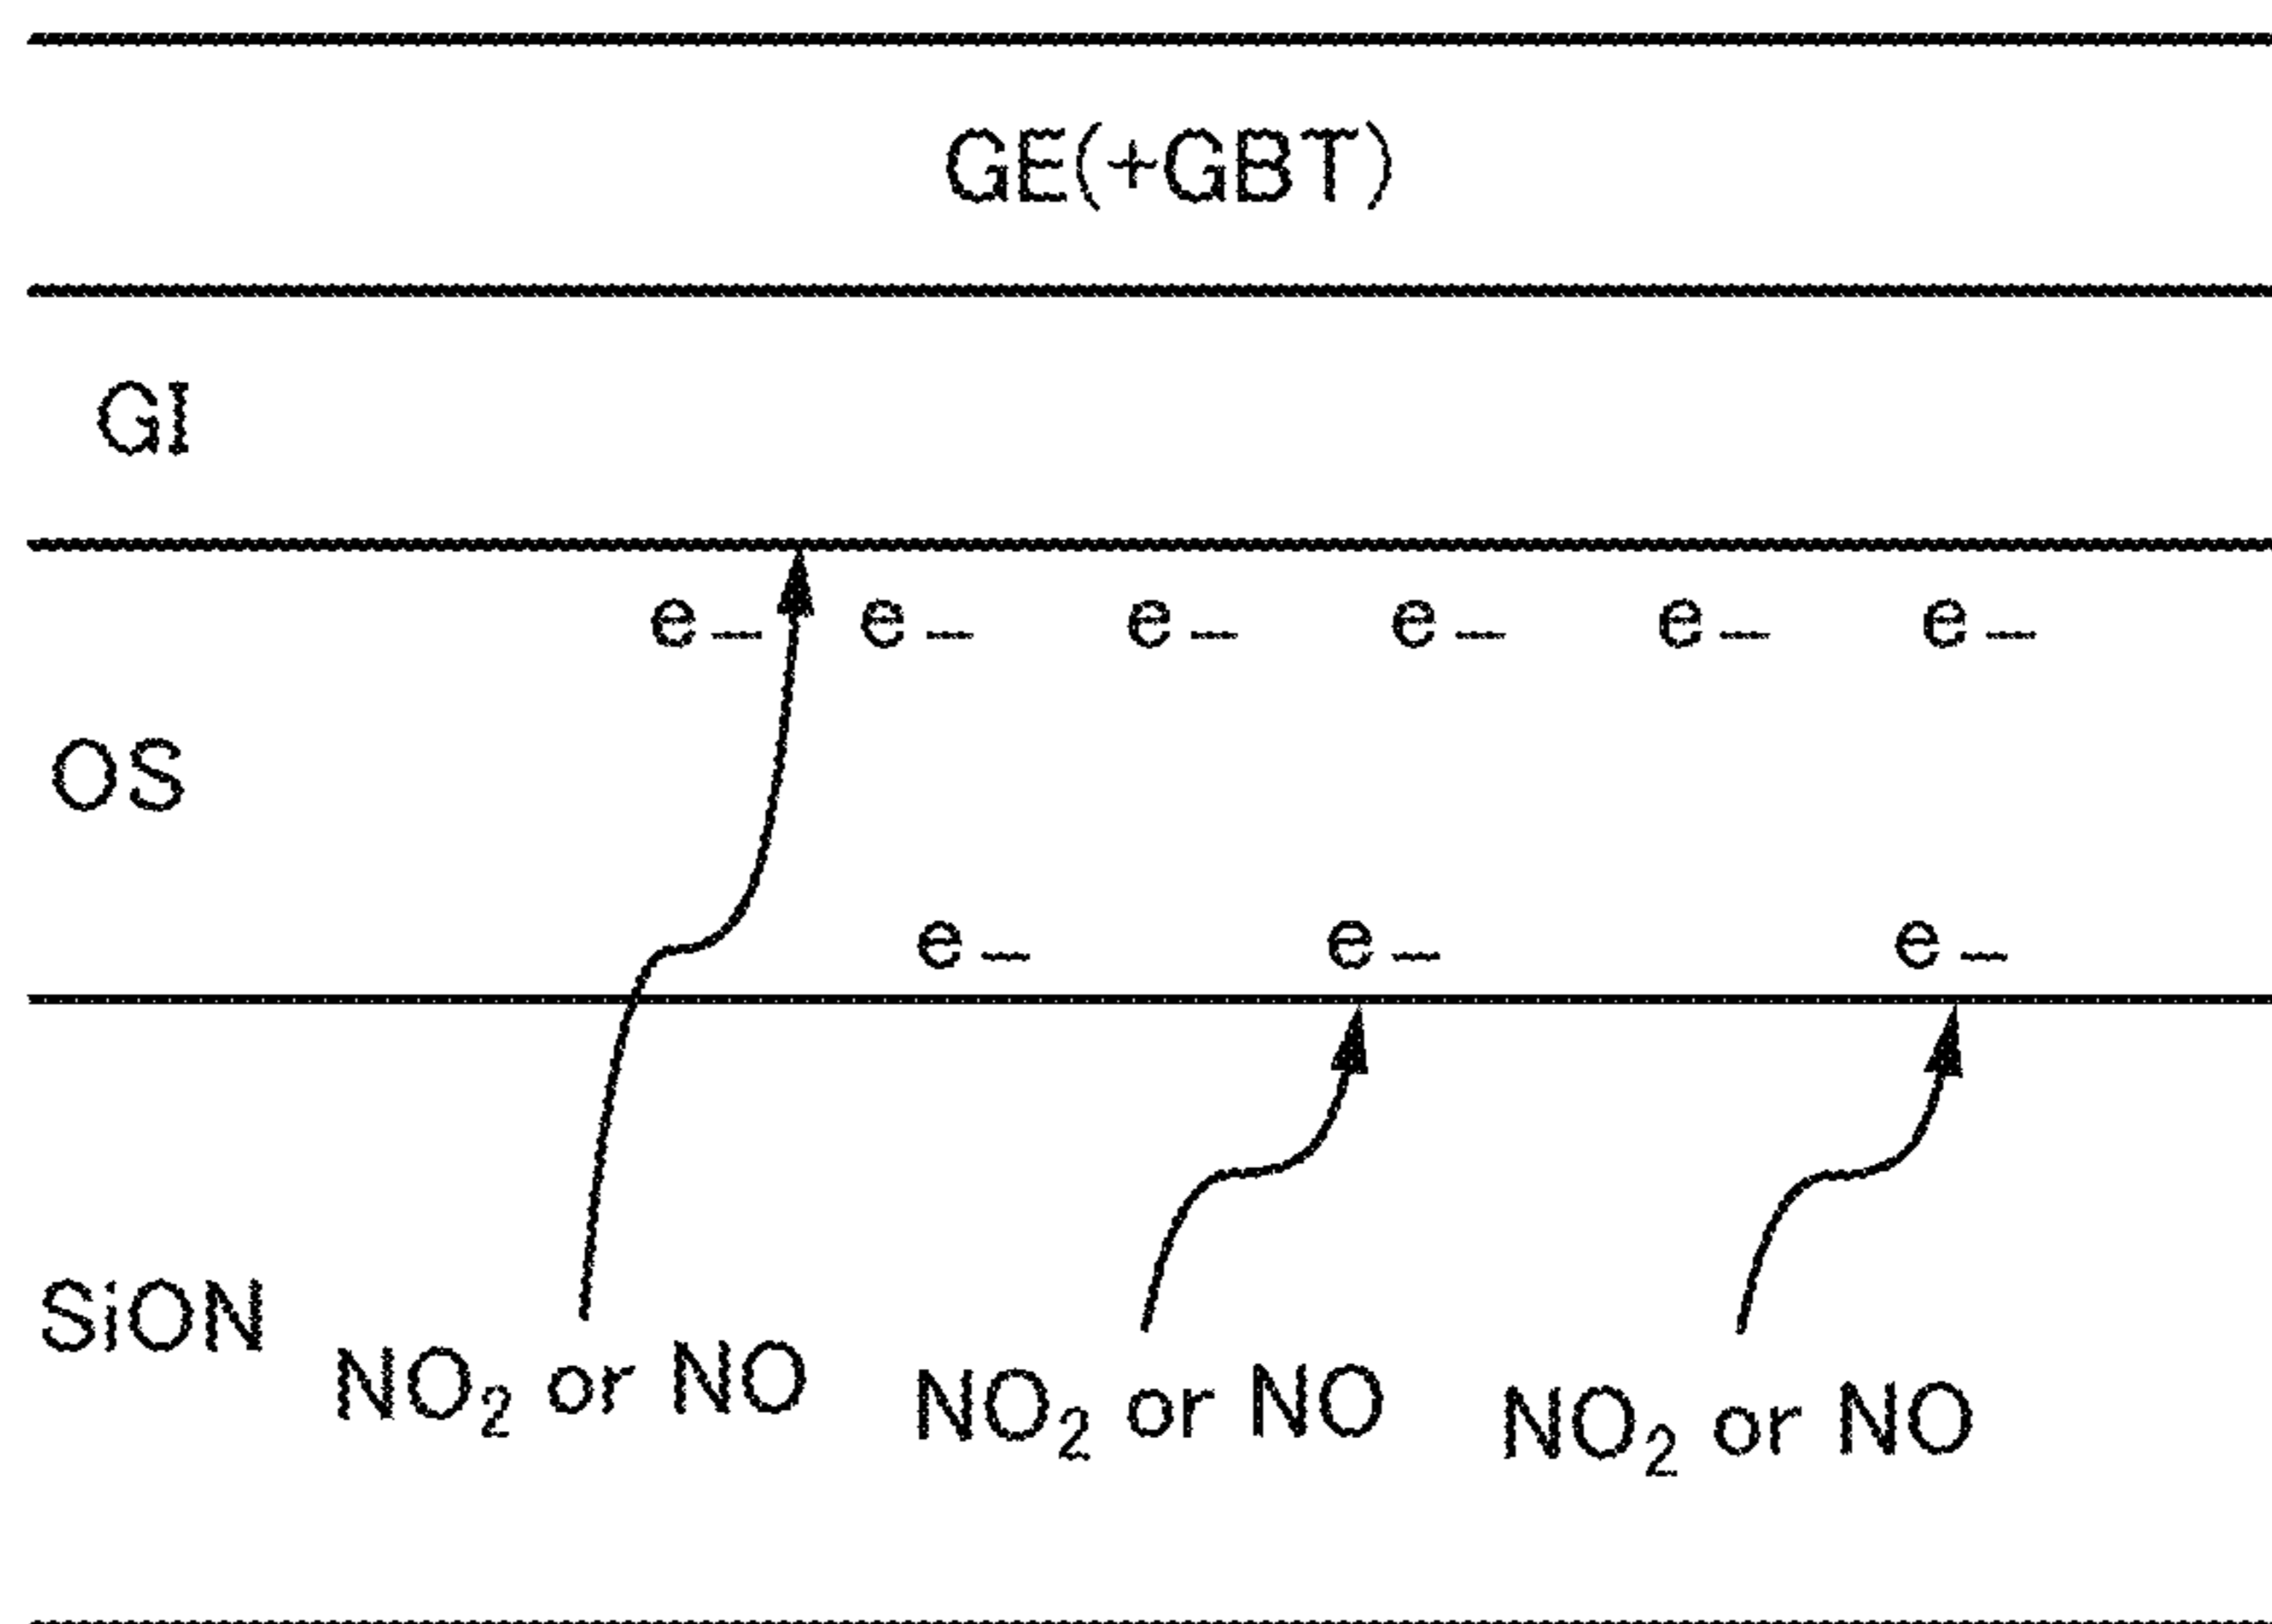 GE(+GBT)
GI
e− e− e− e− e− e−
OS
e− e− e−
SiON
NO₂ or NO NO₂ or NO NO₂ or NO